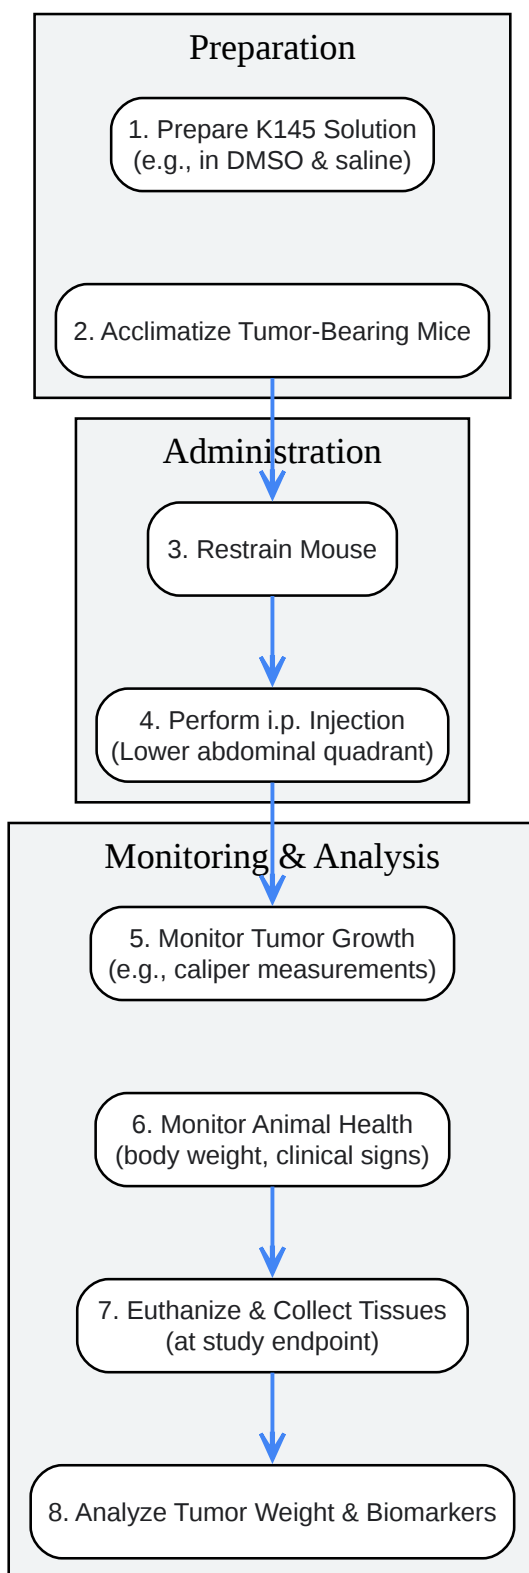 Preparation
1. Prepare K145 Solution
(e.g., in DMSO & saline)
2. Acclimatize Tumor-Bearing Mice
Administration
3. Restrain Mouse
4. Perform i.p. Injection
(Lower abdominal quadrant)
Monitoring & Analysis
5. Monitor Tumor Growth
(e.g., caliper measurements)
6. Monitor Animal Health
(body weight, clinical signs)
7. Euthanize & Collect Tissues
(at study endpoint)
8. Analyze Tumor Weight & Biomarkers